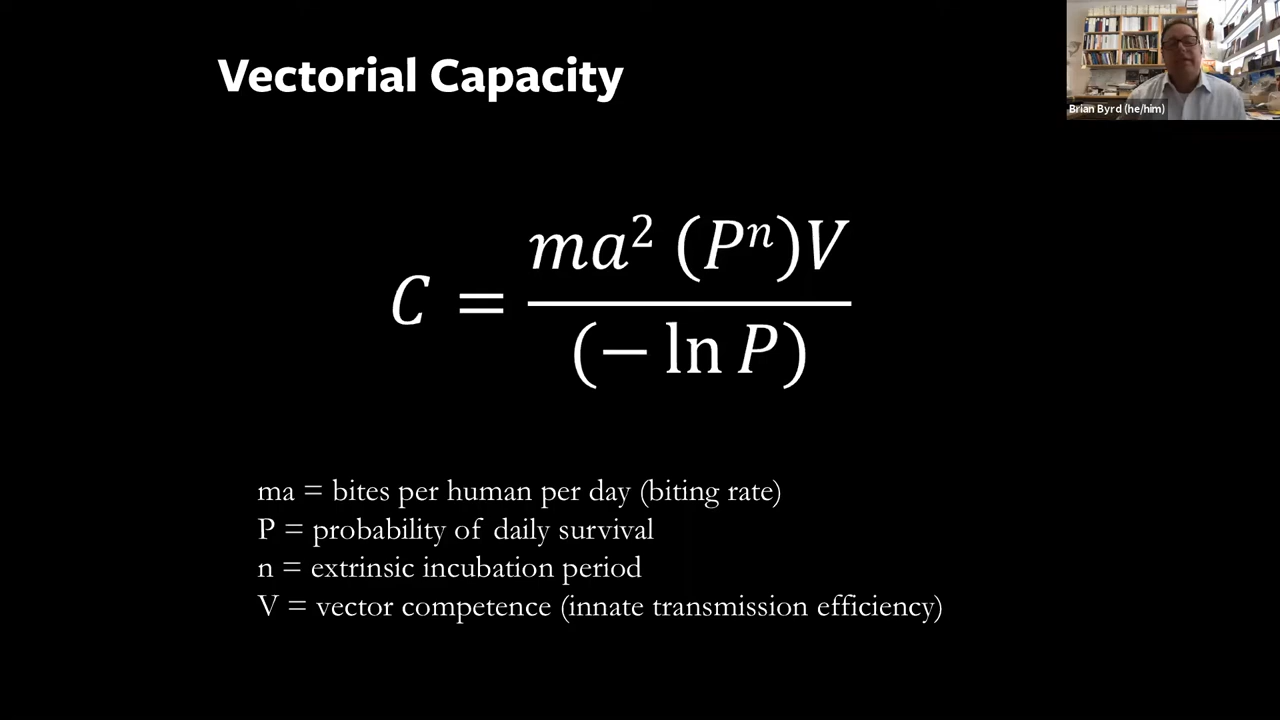 Vectorial Capacity
Brian Byrd (he/him)
C = ma² (Pⁿ)V / (− ln P)
ma = bites per human per day (biting rate)
P = probability of daily survival
n = extrinsic incubation period
V = vector competence (innate transmission efficiency)